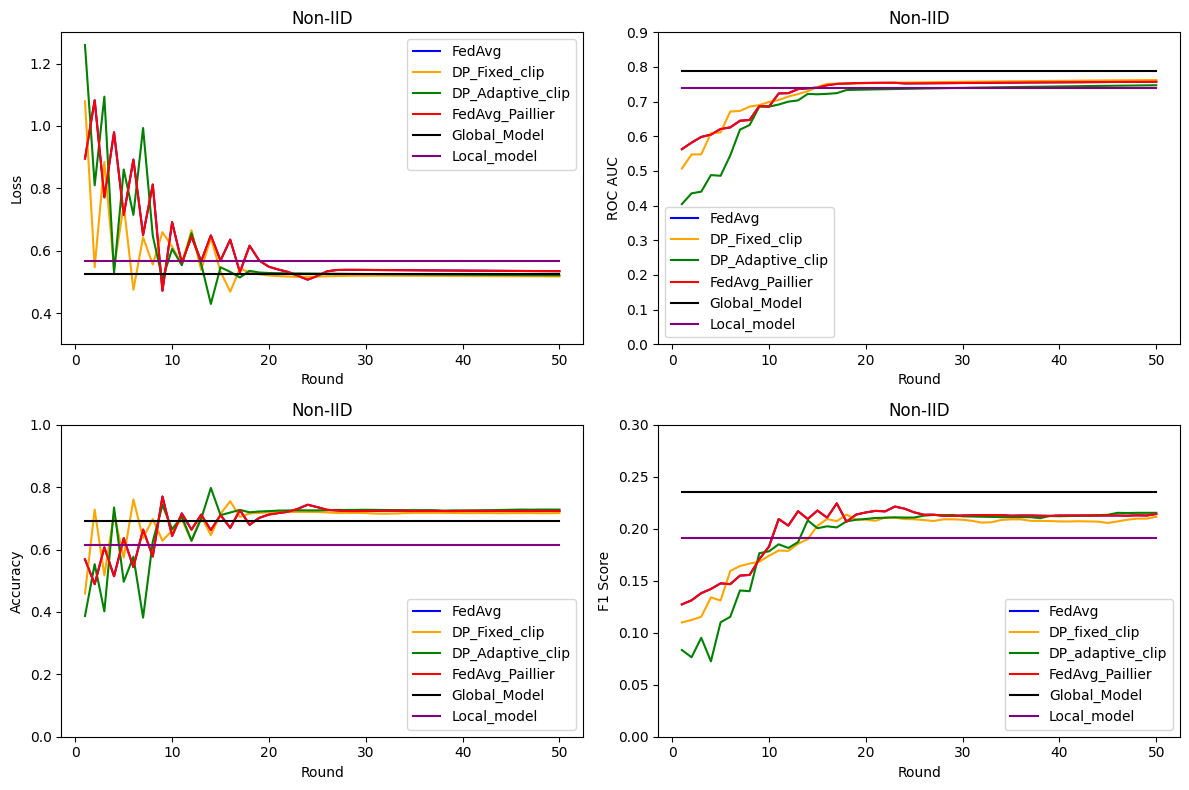 Non-IID
Loss
1.2
1.0
0.8
0.6
0.4
0
10
20
30
40
50
Round
FedAvg
DP_Fixed_clip
DP_Adaptive_clip
FedAvg_Paillier
Global_Model
Local_model
Non-IID
ROC AUC
0.9
0.8
0.7
0.6
0.5
0.4
0.3
0.2
0.1
0.0
0
10
20
30
40
50
Round
FedAvg
DP_Fixed_clip
DP_Adaptive_clip
FedAvg_Paillier
Global_Model
Local_model
Non-IID
Accuracy
1.0
0.8
0.6
0.4
0.2
0.0
0
10
20
30
40
50
Round
FedAvg
DP_Fixed_clip
DP_Adaptive_clip
FedAvg_Paillier
Global_Model
Local_model
Non-IID
F1 Score
0.30
0.25
0.20
0.15
0.10
0.05
0.00
0
10
20
30
40
50
Round
FedAvg
DP_fixed_clip
DP_adaptive_clip
FedAvg_Paillier
Global_Model
Local_model